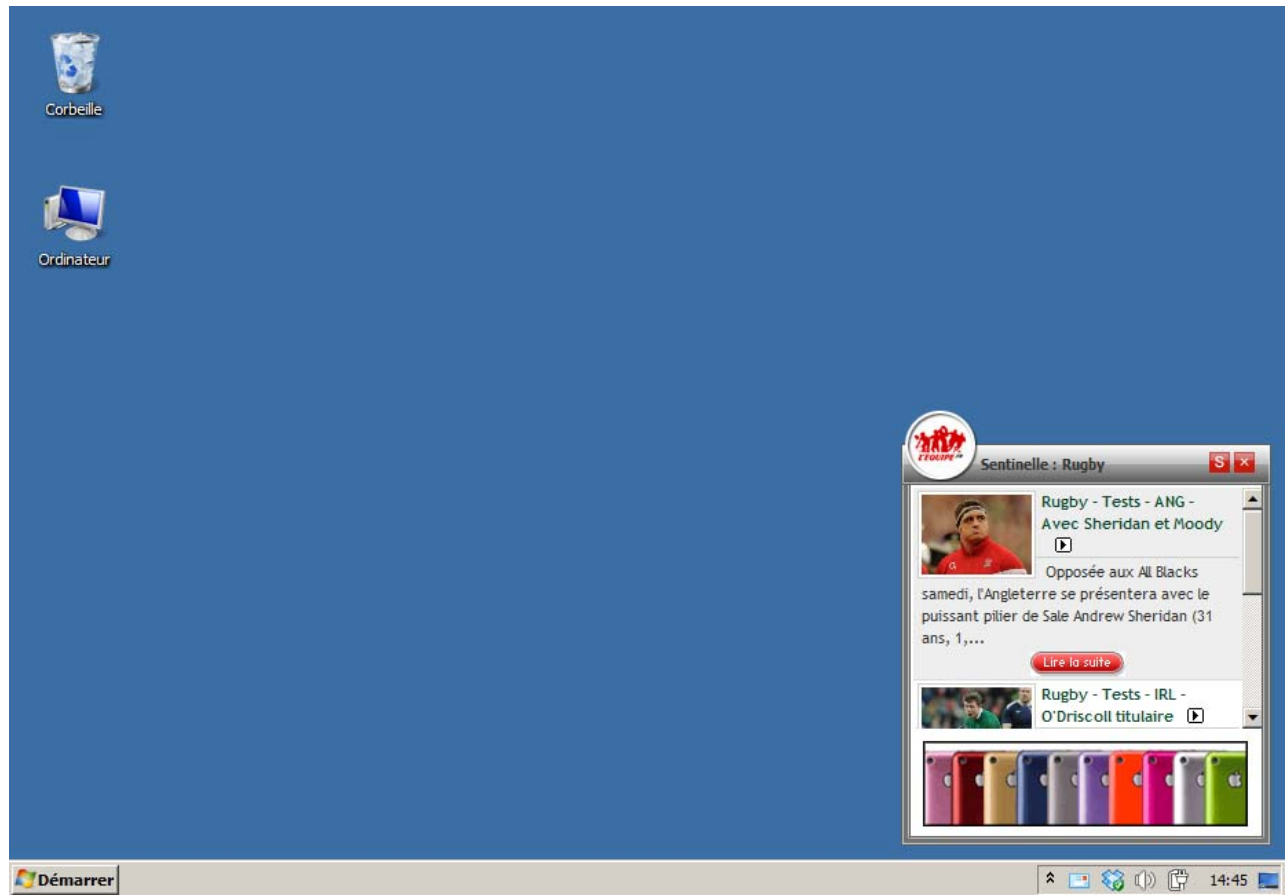 Corbeille
Ordinateur
L'EQUIPE.fr
Sentinelle : Rugby
S
Rugby - Tests - ANG -
Avec Sheridan et Moody
Opposée aux All Blacks
samedi, l'Angleterre se présentera avec le
puissant pilier de Sale Andrew Sheridan (31
ans, 1,...
Lire la suite
Rugby - Tests - IRL -
O'Driscoll titulaire
Démarrer
14:45